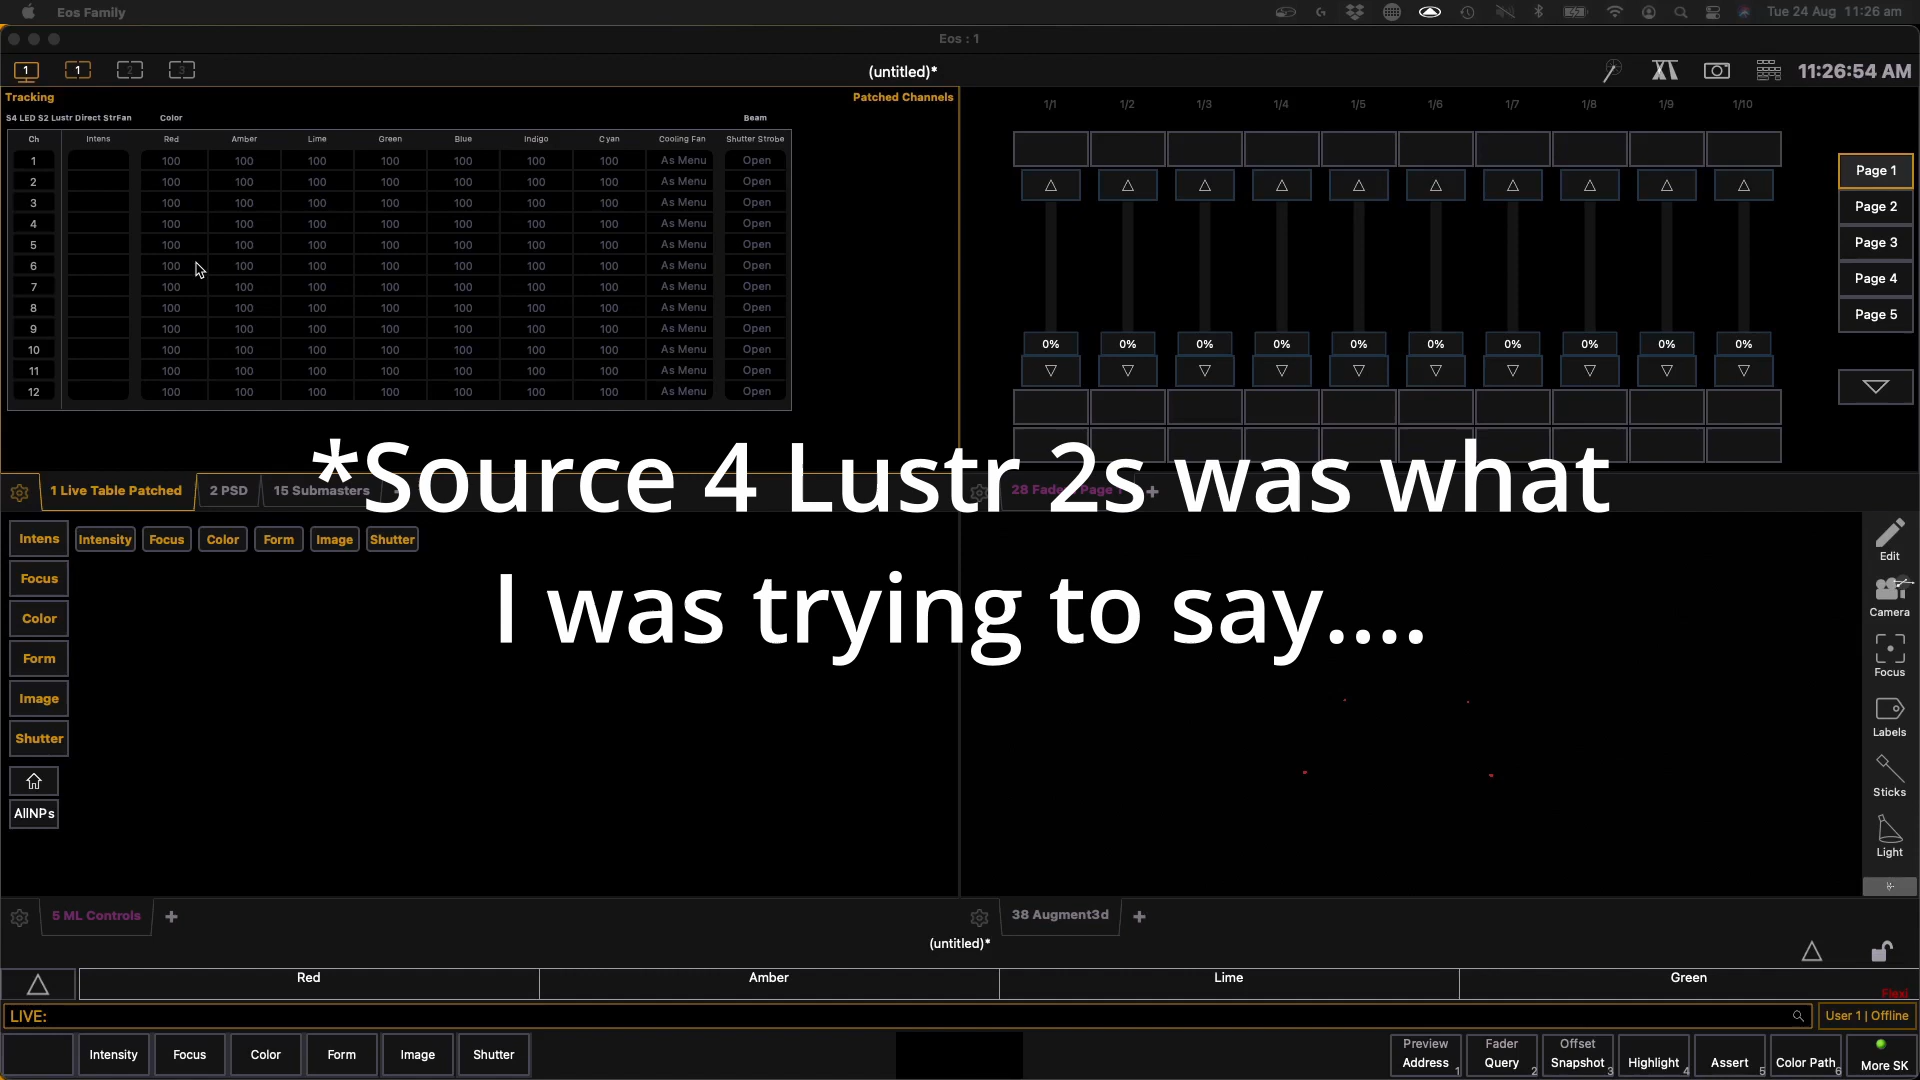 Eos Family
Tue 24 Aug 11:26 am
Eos : 1
1 1 2 3
(untitled)*
11:26:54 AM
Tracking
Patched Channels
S4 LED S2 Lustr Direct StrFan Color Beam
Ch Intens Red Amber Lime Green Blue Indigo Cyan Cooling Fan Shutter Strobe
1 100 100 100 100 100 100 100 As Menu Open
2 100 100 100 100 100 100 100 As Menu Open
3 100 100 100 100 100 100 100 As Menu Open
4 100 100 100 100 100 100 100 As Menu Open
5 100 100 100 100 100 100 100 As Menu Open
6 100 100 100 100 100 100 100 As Menu Open
7 100 100 100 100 100 100 100 As Menu Open
8 100 100 100 100 100 100 100 As Menu Open
9 100 100 100 100 100 100 100 As Menu Open
10 100 100 100 100 100 100 100 As Menu Open
11 100 100 100 100 100 100 100 As Menu Open
12 100 100 100 100 100 100 100 As Menu Open
1/1 1/2 1/3 1/4 1/5 1/6 1/7 1/8 1/9 1/10
0% 0% 0% 0% 0% 0% 0% 0% 0% 0%
Page 1
Page 2
Page 3
Page 4
Page 5
*Source 4 Lustr 2s was what
I was trying to say....
1 Live Table Patched 2 PSD 15 Submasters
28 Page
Intens Intensity Focus Color Form Image Shutter
Focus
Color
Form
Image
Shutter
AllNPs
Edit
Camera
Focus
Labels
Sticks
Light
5 ML Controls +
38 Augment3d +
(untitled)*
Red Amber Lime Green
Flexi
LIVE:
User 1 | Offline
Intensity Focus Color Form Image Shutter
Preview Fader Offset
Address 1 Query 2 Snapshot 3 Highlight 4 Assert 5 Color Path 6 More SK